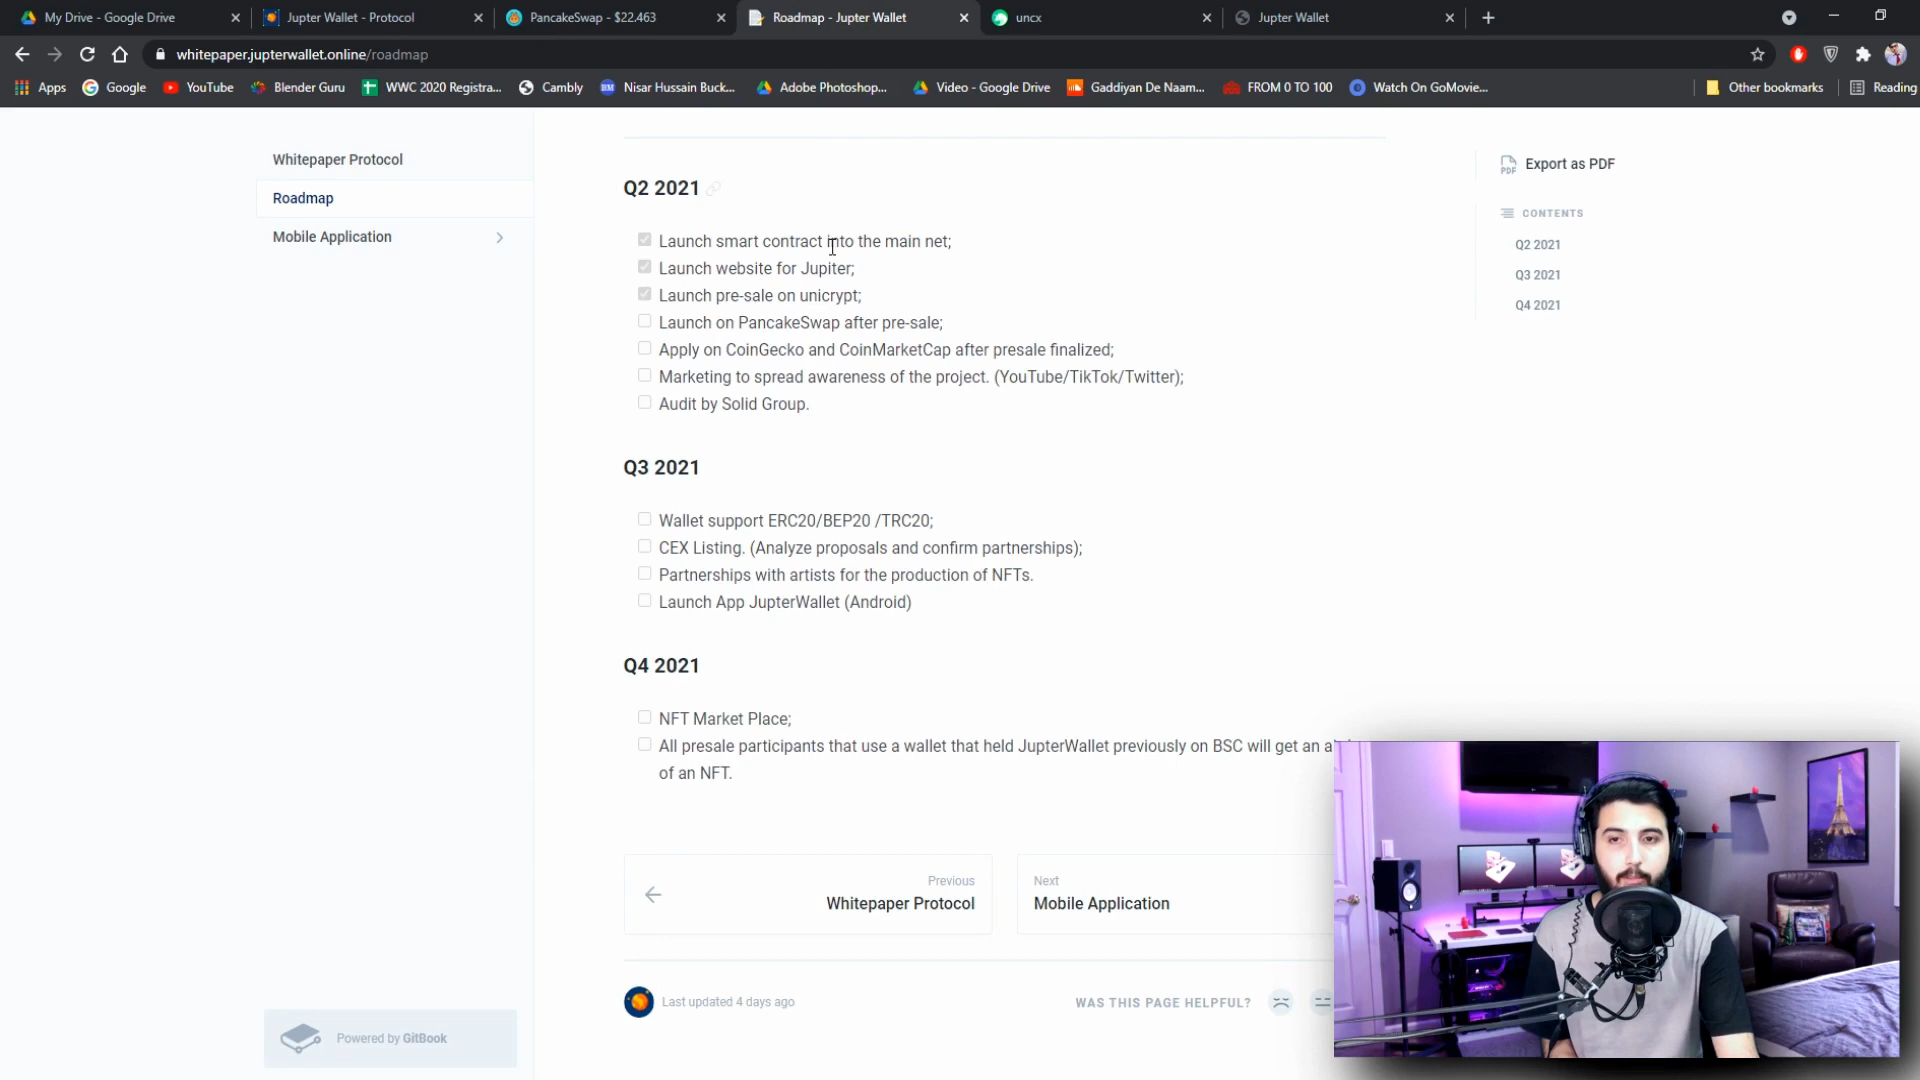 My Drive - Google Drive
Jupter Wallet - Protocol
PancakeSwap - $22.463
Roadmap - Jupter Wallet
uncx
Jupter Wallet
whitepaper.jupterwallet.online/roadmap
Apps
Google
YouTube
Blender Guru
WWC 2020 Registra...
Cambly
Nisar Hussain Buck...
Adobe Photoshop...
Video - Google Drive
Gaddiyan De Naam...
FROM 0 TO 100
Watch On GoMovie...
Other bookmarks
Reading
Whitepaper Protocol
Roadmap
Mobile Application
Q2 2021
Launch smart contract into the main net;
Launch website for Jupiter;
Launch pre-sale on unicrypt;
Launch on PancakeSwap after pre-sale;
Apply on CoinGecko and CoinMarketCap after presale finalized;
Marketing to spread awareness of the project. (YouTube/TikTok/Twitter);
Audit by Solid Group.
Q3 2021
Wallet support ERC20/BEP20 /TRC20;
CEX Listing. (Analyze proposals and confirm partnerships);
Partnerships with artists for the production of NFTs.
Launch App JupterWallet (Android)
Q4 2021
NFT Market Place;
All presale participants that use a wallet that held JupterWallet previously on BSC will get an
of an NFT.
Previous
Whitepaper Protocol
Next
Mobile Application
Last updated 4 days ago
WAS THIS PAGE HELPFUL?
Powered by GitBook
PDF
Export as PDF
CONTENTS
Q2 2021
Q3 2021
Q4 2021